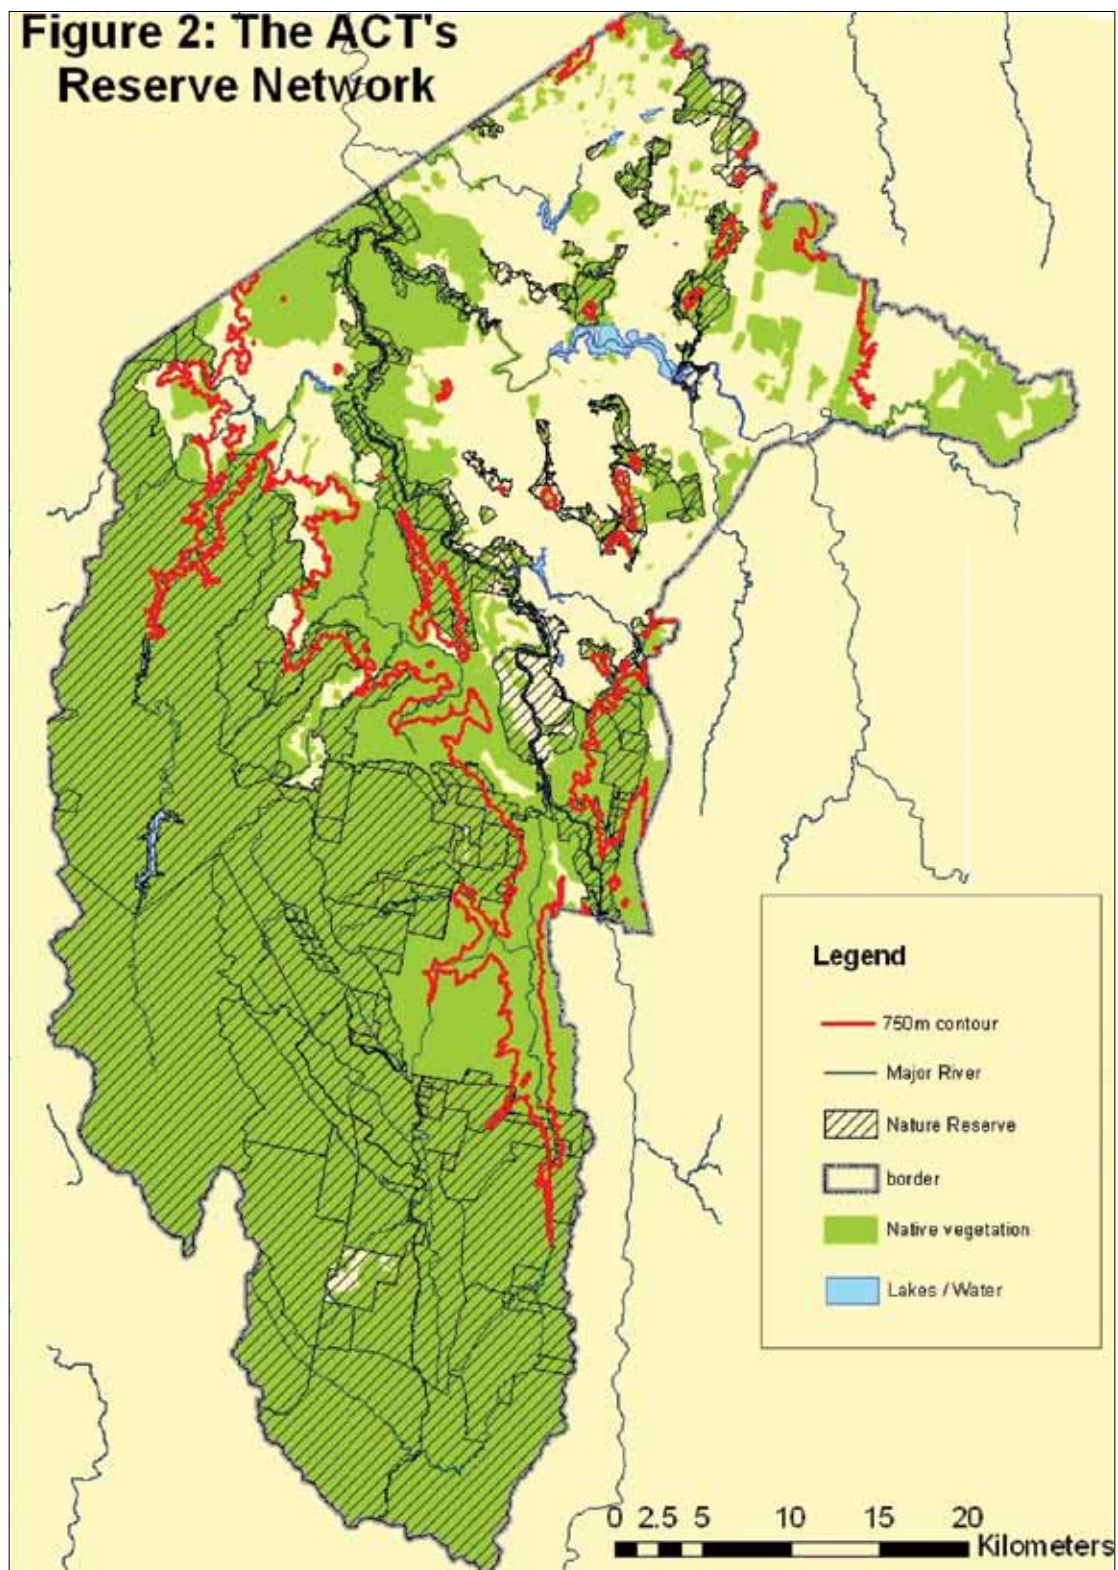 Figure 2: The ACT's
Reserve Network
Legend
750m contour
Major River
Nature Reserve
border
Native vegetation
Lakes / Water
0 2.5 5 10 15 20
Kilometers